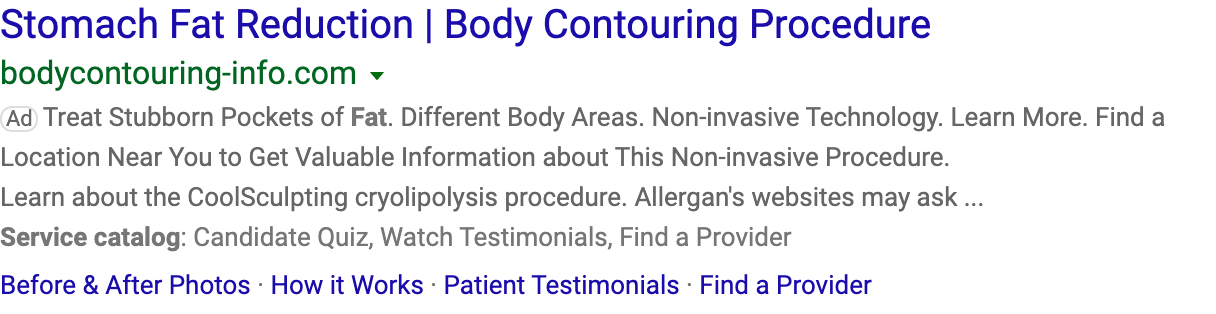 Stomach Fat Reduction | Body Contouring Procedure
bodycontouring-info.com
Ad Treat Stubborn Pockets of Fat. Different Body Areas. Non-invasive Technology. Learn More. Find a
Location Near You to Get Valuable Information about This Non-invasive Procedure.
Learn about the CoolSculpting cryolipolysis procedure. Allergan's websites may ask ...
Service catalog: Candidate Quiz, Watch Testimonials, Find a Provider
Before & After Photos · How it Works · Patient Testimonials · Find a Provider